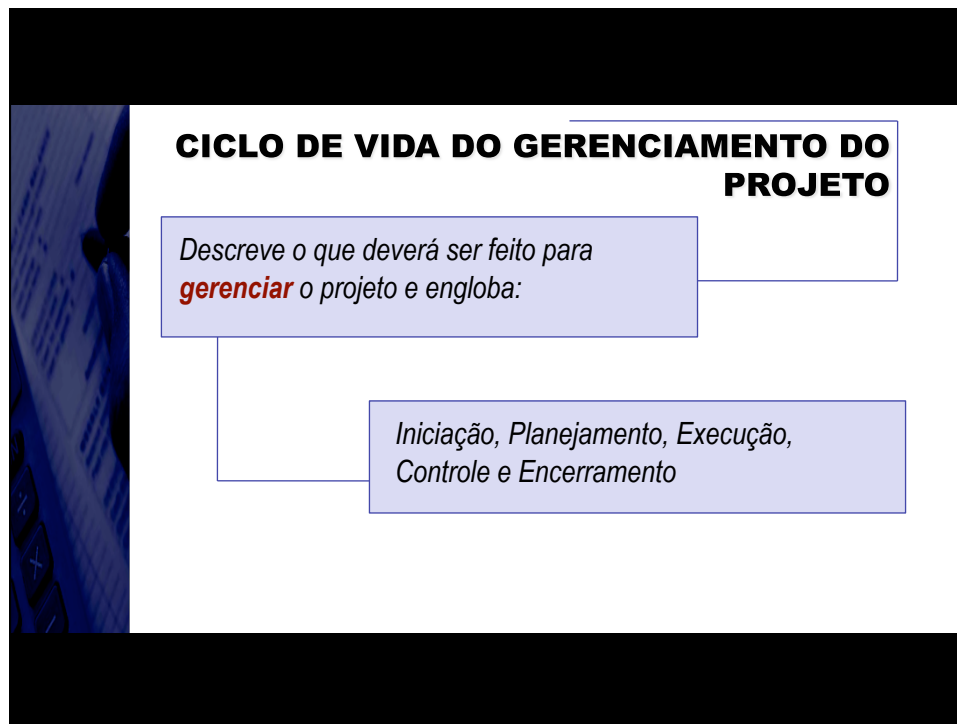 CICLO DE VIDA DO GERENCIAMENTO DO
PROJETO
Descreve o que deverá ser feito para
gerenciar o projeto e engloba:
Iniciação, Planejamento, Execução,
Controle e Encerramento